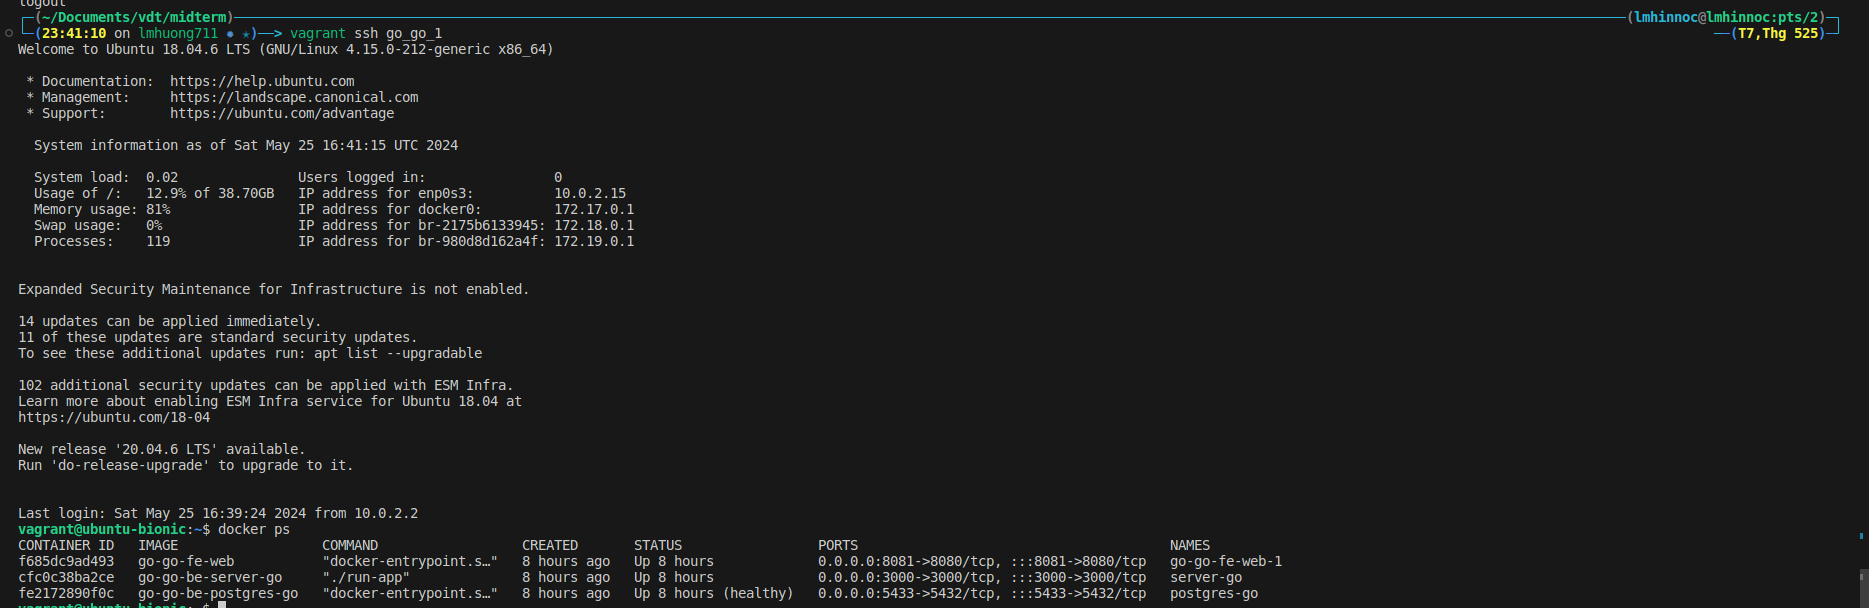 logout
(~/Documents/vdt/midterm) (lmhinnoc@lmhinnoc:pts/2)
(23:41:10 on lmhuong711 ✹ ✭)──> vagrant ssh go_go_1 ──(T7,Thg 525)
Welcome to Ubuntu 18.04.6 LTS (GNU/Linux 4.15.0-212-generic x86_64)
* Documentation: https://help.ubuntu.com
* Management: https://landscape.canonical.com
* Support: https://ubuntu.com/advantage
System information as of Sat May 25 16:41:15 UTC 2024
System load: 0.02 Users logged in: 0
Usage of /: 12.9% of 38.70GB IP address for enp0s3: 10.0.2.15
Memory usage: 81% IP address for docker0: 172.17.0.1
Swap usage: 0% IP address for br-2175b6133945: 172.18.0.1
Processes: 119 IP address for br-980d8d162a4f: 172.19.0.1
Expanded Security Maintenance for Infrastructure is not enabled.
14 updates can be applied immediately.
11 of these updates are standard security updates.
To see these additional updates run: apt list --upgradable
102 additional security updates can be applied with ESM Infra.
Learn more about enabling ESM Infra service for Ubuntu 18.04 at
https://ubuntu.com/18-04
New release '20.04.6 LTS' available.
Run 'do-release-upgrade' to upgrade to it.
Last login: Sat May 25 16:39:24 2024 from 10.0.2.2
vagrant@ubuntu-bionic:~$ docker ps
CONTAINER ID IMAGE COMMAND CREATED STATUS PORTS NAMES
f685dc9ad493 go-go-fe-web "docker-entrypoint.s…" 8 hours ago Up 8 hours 0.0.0.0:8081->8080/tcp, :::8081->8080/tcp go-go-fe-web-1
cfc0c38ba2ce go-go-be-server-go "./run-app" 8 hours ago Up 8 hours 0.0.0.0:3000->3000/tcp, :::3000->3000/tcp server-go
fe2172890f0c go-go-be-postgres-go "docker-entrypoint.s…" 8 hours ago Up 8 hours (healthy) 0.0.0.0:5433->5432/tcp, :::5433->5432/tcp postgres-go
vagrant@ubuntu-bionic:~$